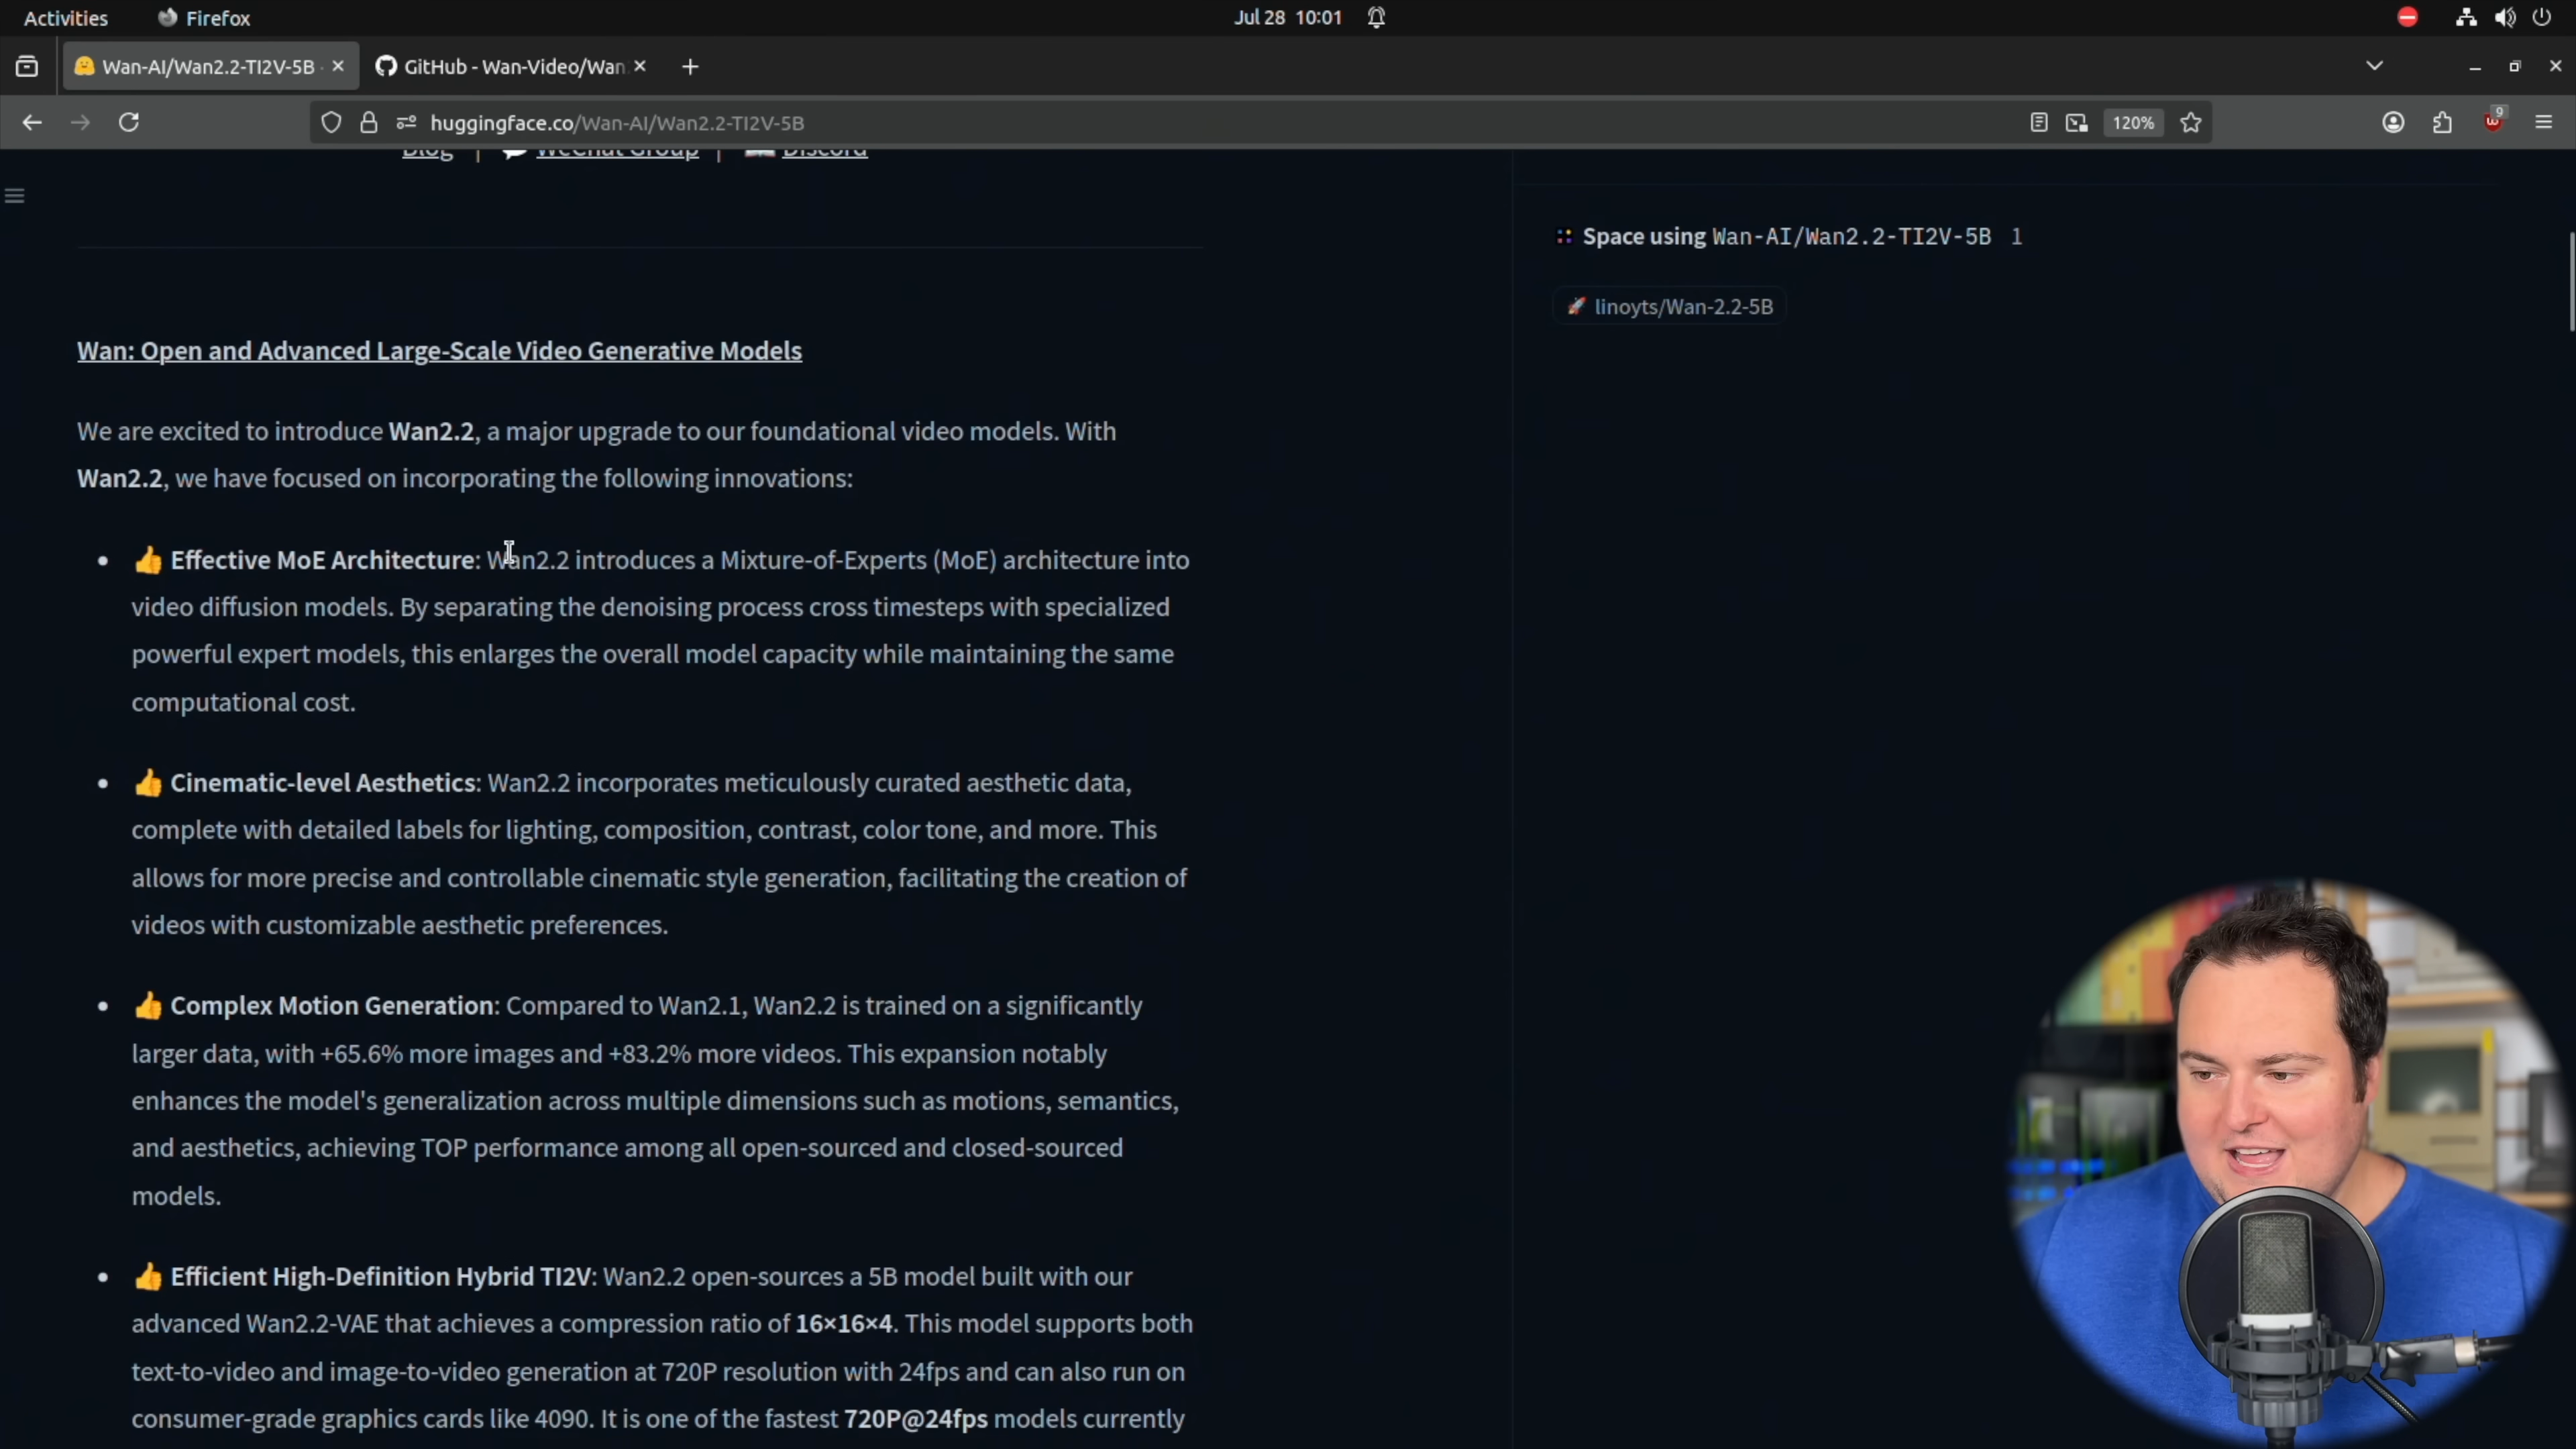 Activities Firefox Jul 28 10:01
Wan-AI/Wan2.2-TI2V-5B GitHub - Wan-Video/Wan
huggingface.co/Wan-AI/Wan2.2-TI2V-5B 120% 9
Blog | WeChat Group | Discord
Space using Wan-AI/Wan2.2-TI2V-5B 1
linoyts/Wan-2.2-5B
Wan: Open and Advanced Large-Scale Video Generative Models
We are excited to introduce Wan2.2, a major upgrade to our foundational video models. With
Wan2.2, we have focused on incorporating the following innovations:
• 👍 Effective MoE Architecture: Wan2.2 introduces a Mixture-of-Experts (MoE) architecture into
video diffusion models. By separating the denoising process cross timesteps with specialized
powerful expert models, this enlarges the overall model capacity while maintaining the same
computational cost.
• 👍 Cinematic-level Aesthetics: Wan2.2 incorporates meticulously curated aesthetic data,
complete with detailed labels for lighting, composition, contrast, color tone, and more. This
allows for more precise and controllable cinematic style generation, facilitating the creation of
videos with customizable aesthetic preferences.
• 👍 Complex Motion Generation: Compared to Wan2.1, Wan2.2 is trained on a significantly
larger data, with +65.6% more images and +83.2% more videos. This expansion notably
enhances the model's generalization across multiple dimensions such as motions, semantics,
and aesthetics, achieving TOP performance among all open-sourced and closed-sourced
models.
• 👍 Efficient High-Definition Hybrid TI2V: Wan2.2 open-sources a 5B model built with our
advanced Wan2.2-VAE that achieves a compression ratio of 16×16×4. This model supports both
text-to-video and image-to-video generation at 720P resolution with 24fps and can also run on
consumer-grade graphics cards like 4090. It is one of the fastest 720P@24fps models currently